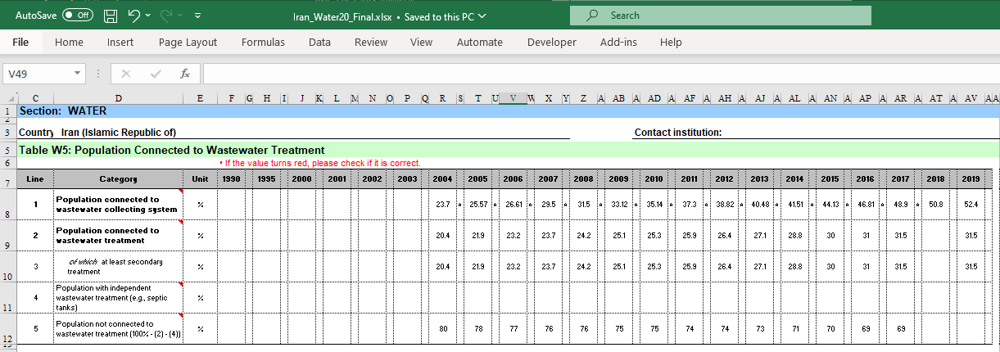 AutoSave Off Iran_Water20_Final.xlsx • Saved to this PC Search
File Home Insert Page Layout Formulas Data Review View Automate Developer Add-ins Help
V49 fx
C D E F G H I J K L M N O P Q R S T U V W X Y Z A AB A AD A AF A AH A AJ A AL A AN A AP A AR A AT A AV AA
1 Section: WATER
2
3 Country Iran (Islamic Republic of) Contact institution:
5 Table W5: Population Connected to Wastewater Treatment
6 • If the value turns red, please check if it is correct.
7 Line Category Unit 1990 1995 2000 2001 2002 2003 2004 2005 2006 2007 2008 2009 2010 2011 2012 2013 2014 2015 2016 2017 2018 2019
8 1 Population connected to
wastewater collecting system % 23.7 a 25.57 a 26.61 a 29.5 a 31.5 a 33.12 a 35.14 a 37.3 a 38.82 a 40.48 a 41.51 a 44.13 a 46.81 a 48.9 a 50.8 52.4
9 2 Population connected to
wastewater treatment % 20.4 21.9 23.2 23.7 24.2 25.1 25.3 25.9 26.4 27.1 28.8 30 31 31.5 31.5
10 3 of which at least secondary
treatment % 20.4 21.9 23.2 23.7 24.2 25.1 25.3 25.9 26.4 27.1 28.8 30 31 31.5 31.5
11 4 Population with independent
wastewater treatment (e.g., septic
tanks) %
12 5 Population not connected to
wastewater treatment (100% - (2) - (4)) % 80 78 77 76 76 75 75 74 74 73 71 70 69 69